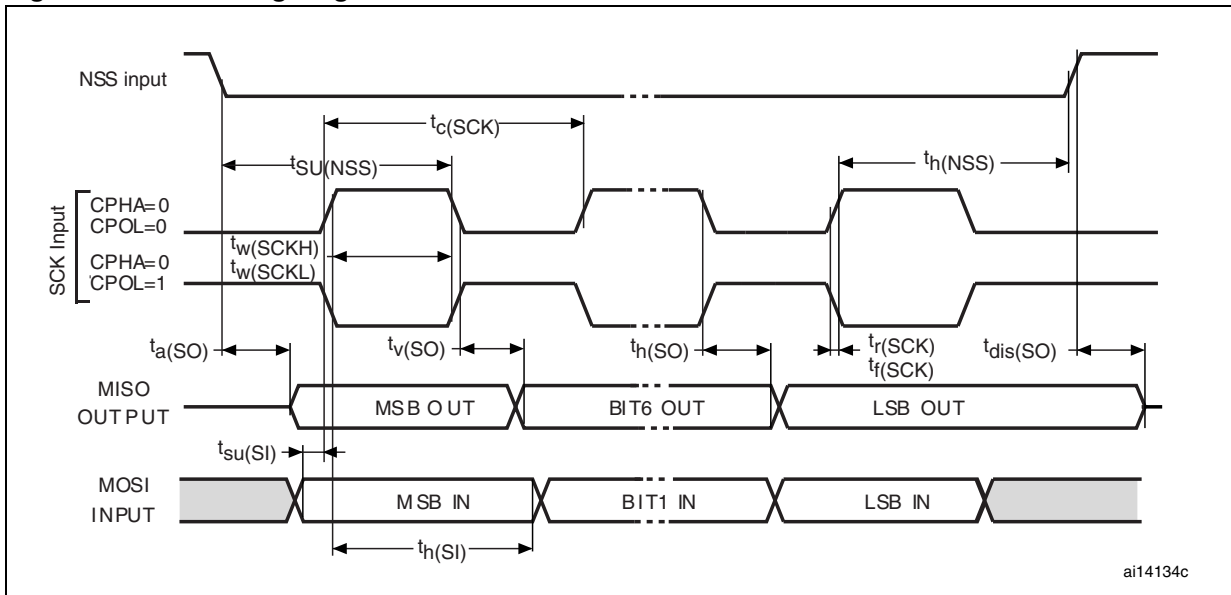 NSS input
tc(SCK)
tSU(NSS)
th(NSS)
SCK Input
CPHA=0
CPOL=0
tw(SCKH)
CPHA=0
tw(SCKL)
CPOL=1
ta(SO)
tv(SO)
th(SO)
tr(SCK)
tf(SCK)
tdis(SO)
MISO
OUTPUT
MSB OUT
BIT6 OUT
LSB OUT
tsu(SI)
MOSI
INPUT
MSB IN
BIT1 IN
LSB IN
th(SI)
ai14134c